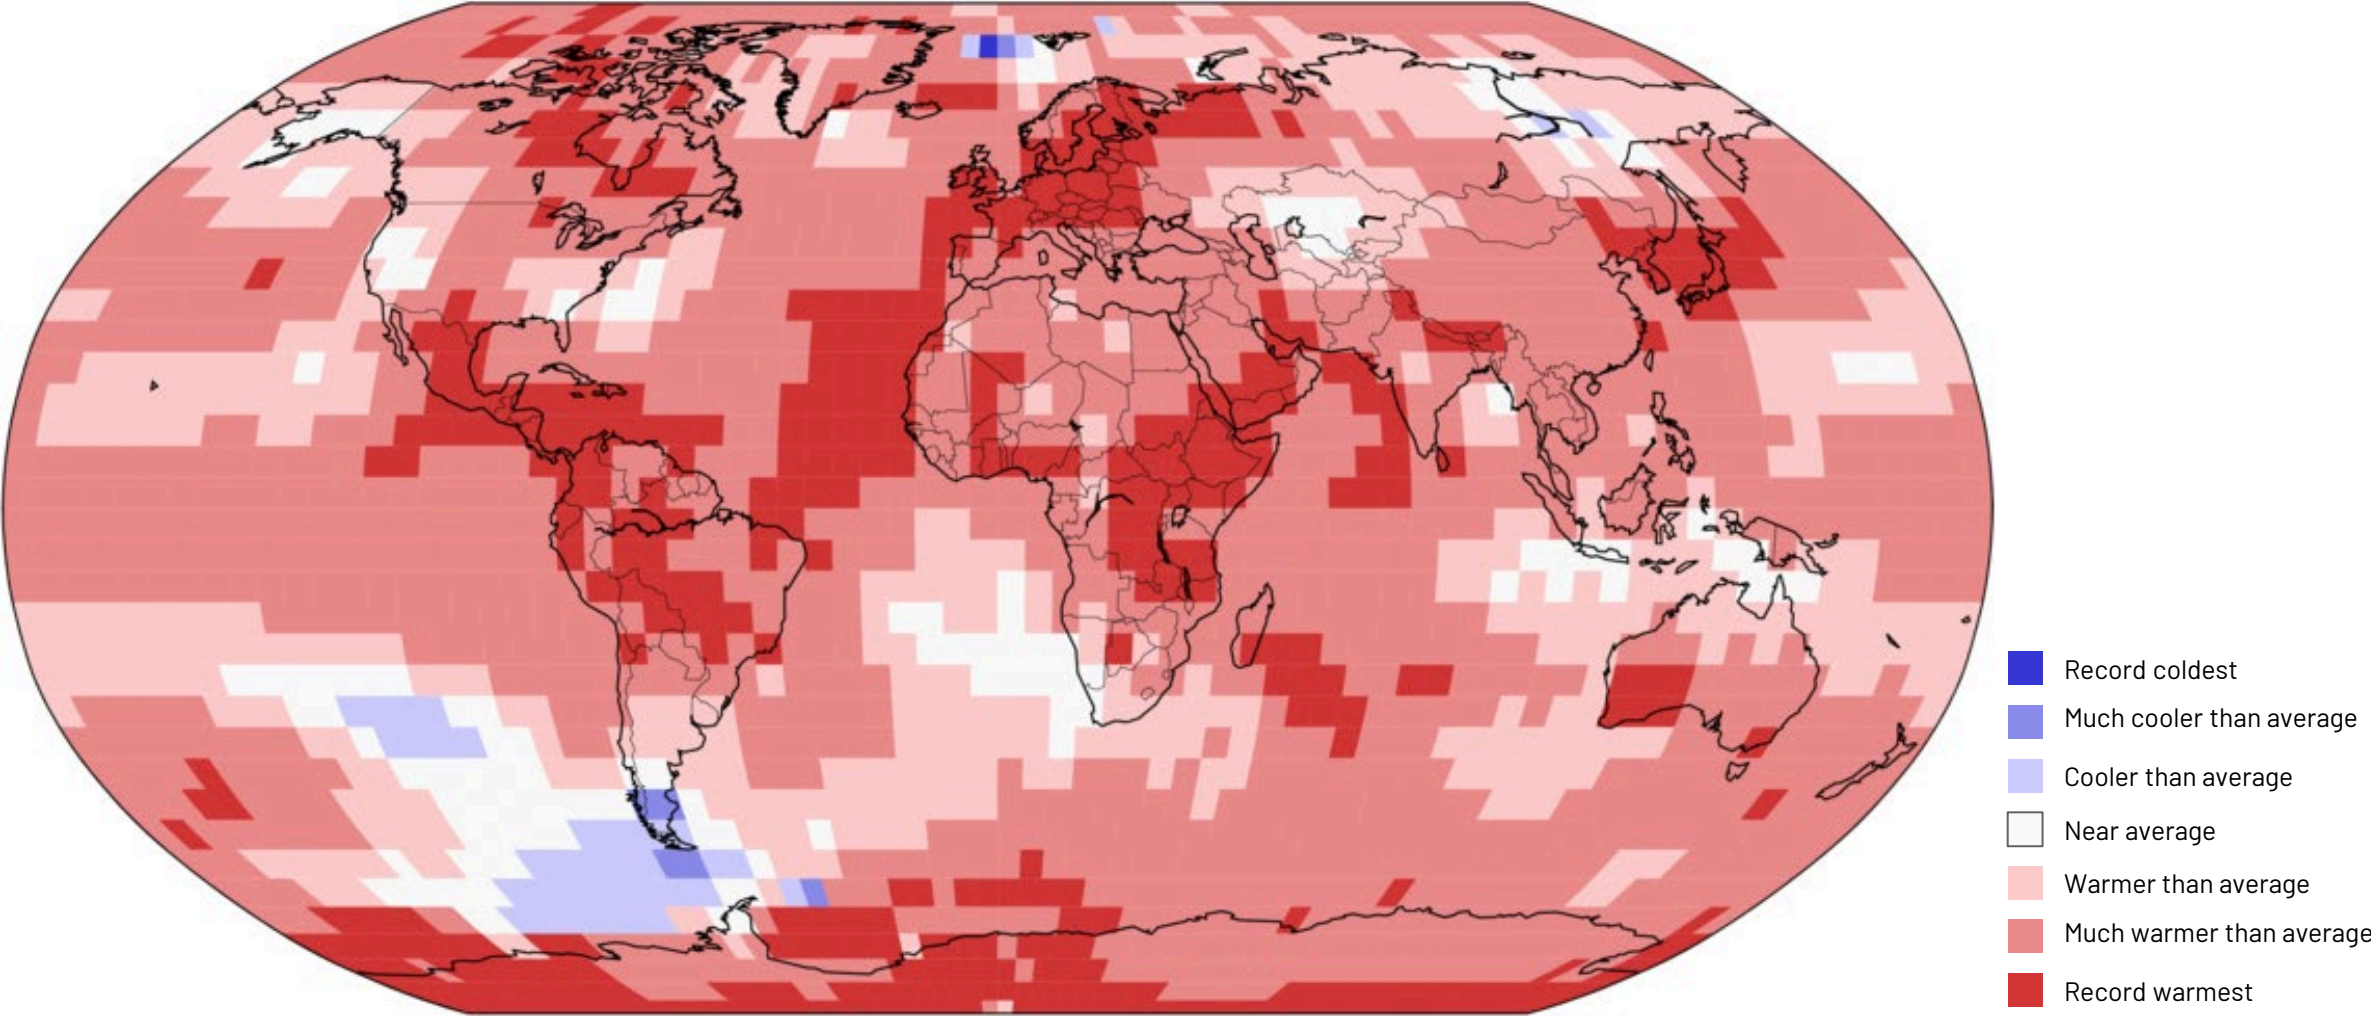 Record coldest
Much cooler than average
Cooler than average
Near average
Warmer than average
Much warmer than average
Record warmest